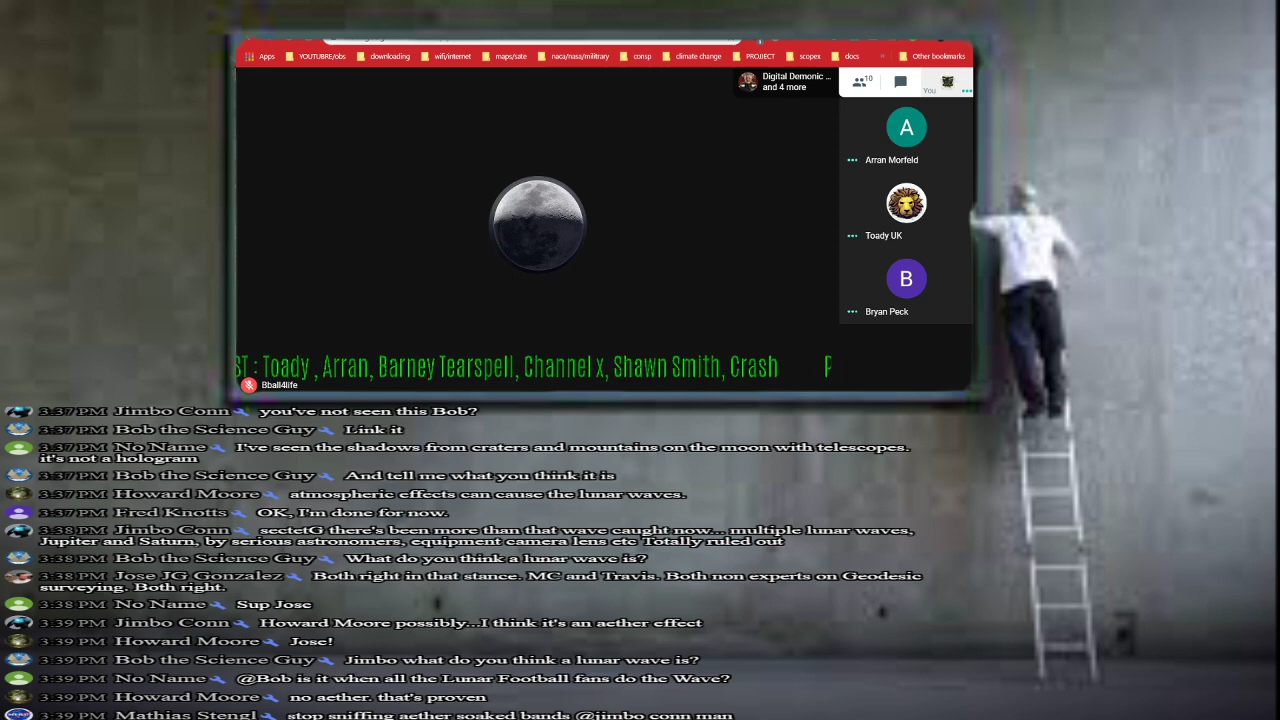 Apps YOUTUBRE/obs downloading wifi/internet maps/sate naca/nasa/militrary consp climate change PROJECT scopex docs Other bookmarks
Digital Demonic ...
and 4 more
10
You
A
Arran Morfeld
Toady UK
B
Bryan Peck
ST : Toady , Arran, Barney Tearspell, Channel x, Shawn Smith, Crash
Bball4life
3:37 PM Jimbo Conn you've not seen this Bob?
3:37 PM Bob the Science Guy Link it
3:37 PM No Name I've seen the shadows from craters and mountains on the moon with telescopes.
it's not a hologram
3:37 PM Bob the Science Guy And tell me what you think it is
3:37 PM Howard Moore atmospheric effects can cause the lunar waves.
3:37 PM Fred Knotts OK, I'm done for now.
3:38 PM Jimbo Conn sectetG there's been more than that wave caught now... multiple lunar waves,
Jupiter and Saturn, by serious astronomers, equipment camera lens etc Totally ruled out
3:38 PM Bob the Science Guy What do you think a lunar wave is?
3:38 PM Jose JG Gonzalez Both right in that stance. MC and Travis. Both non experts on Geodesic
surveying. Both right.
3:38 PM No Name Sup Jose
3:39 PM Jimbo Conn Howard Moore possibly...I think it's an aether effect
3:39 PM Howard Moore Jose!
3:39 PM Bob the Science Guy Jimbo what do you think a lunar wave is?
3:39 PM No Name @Bob is it when all the Lunar Football fans do the Wave?
3:39 PM Howard Moore no aether. that's proven
3:39 PM Mathias Stengl stop sniffing aether soaked bands @jimbo conn man